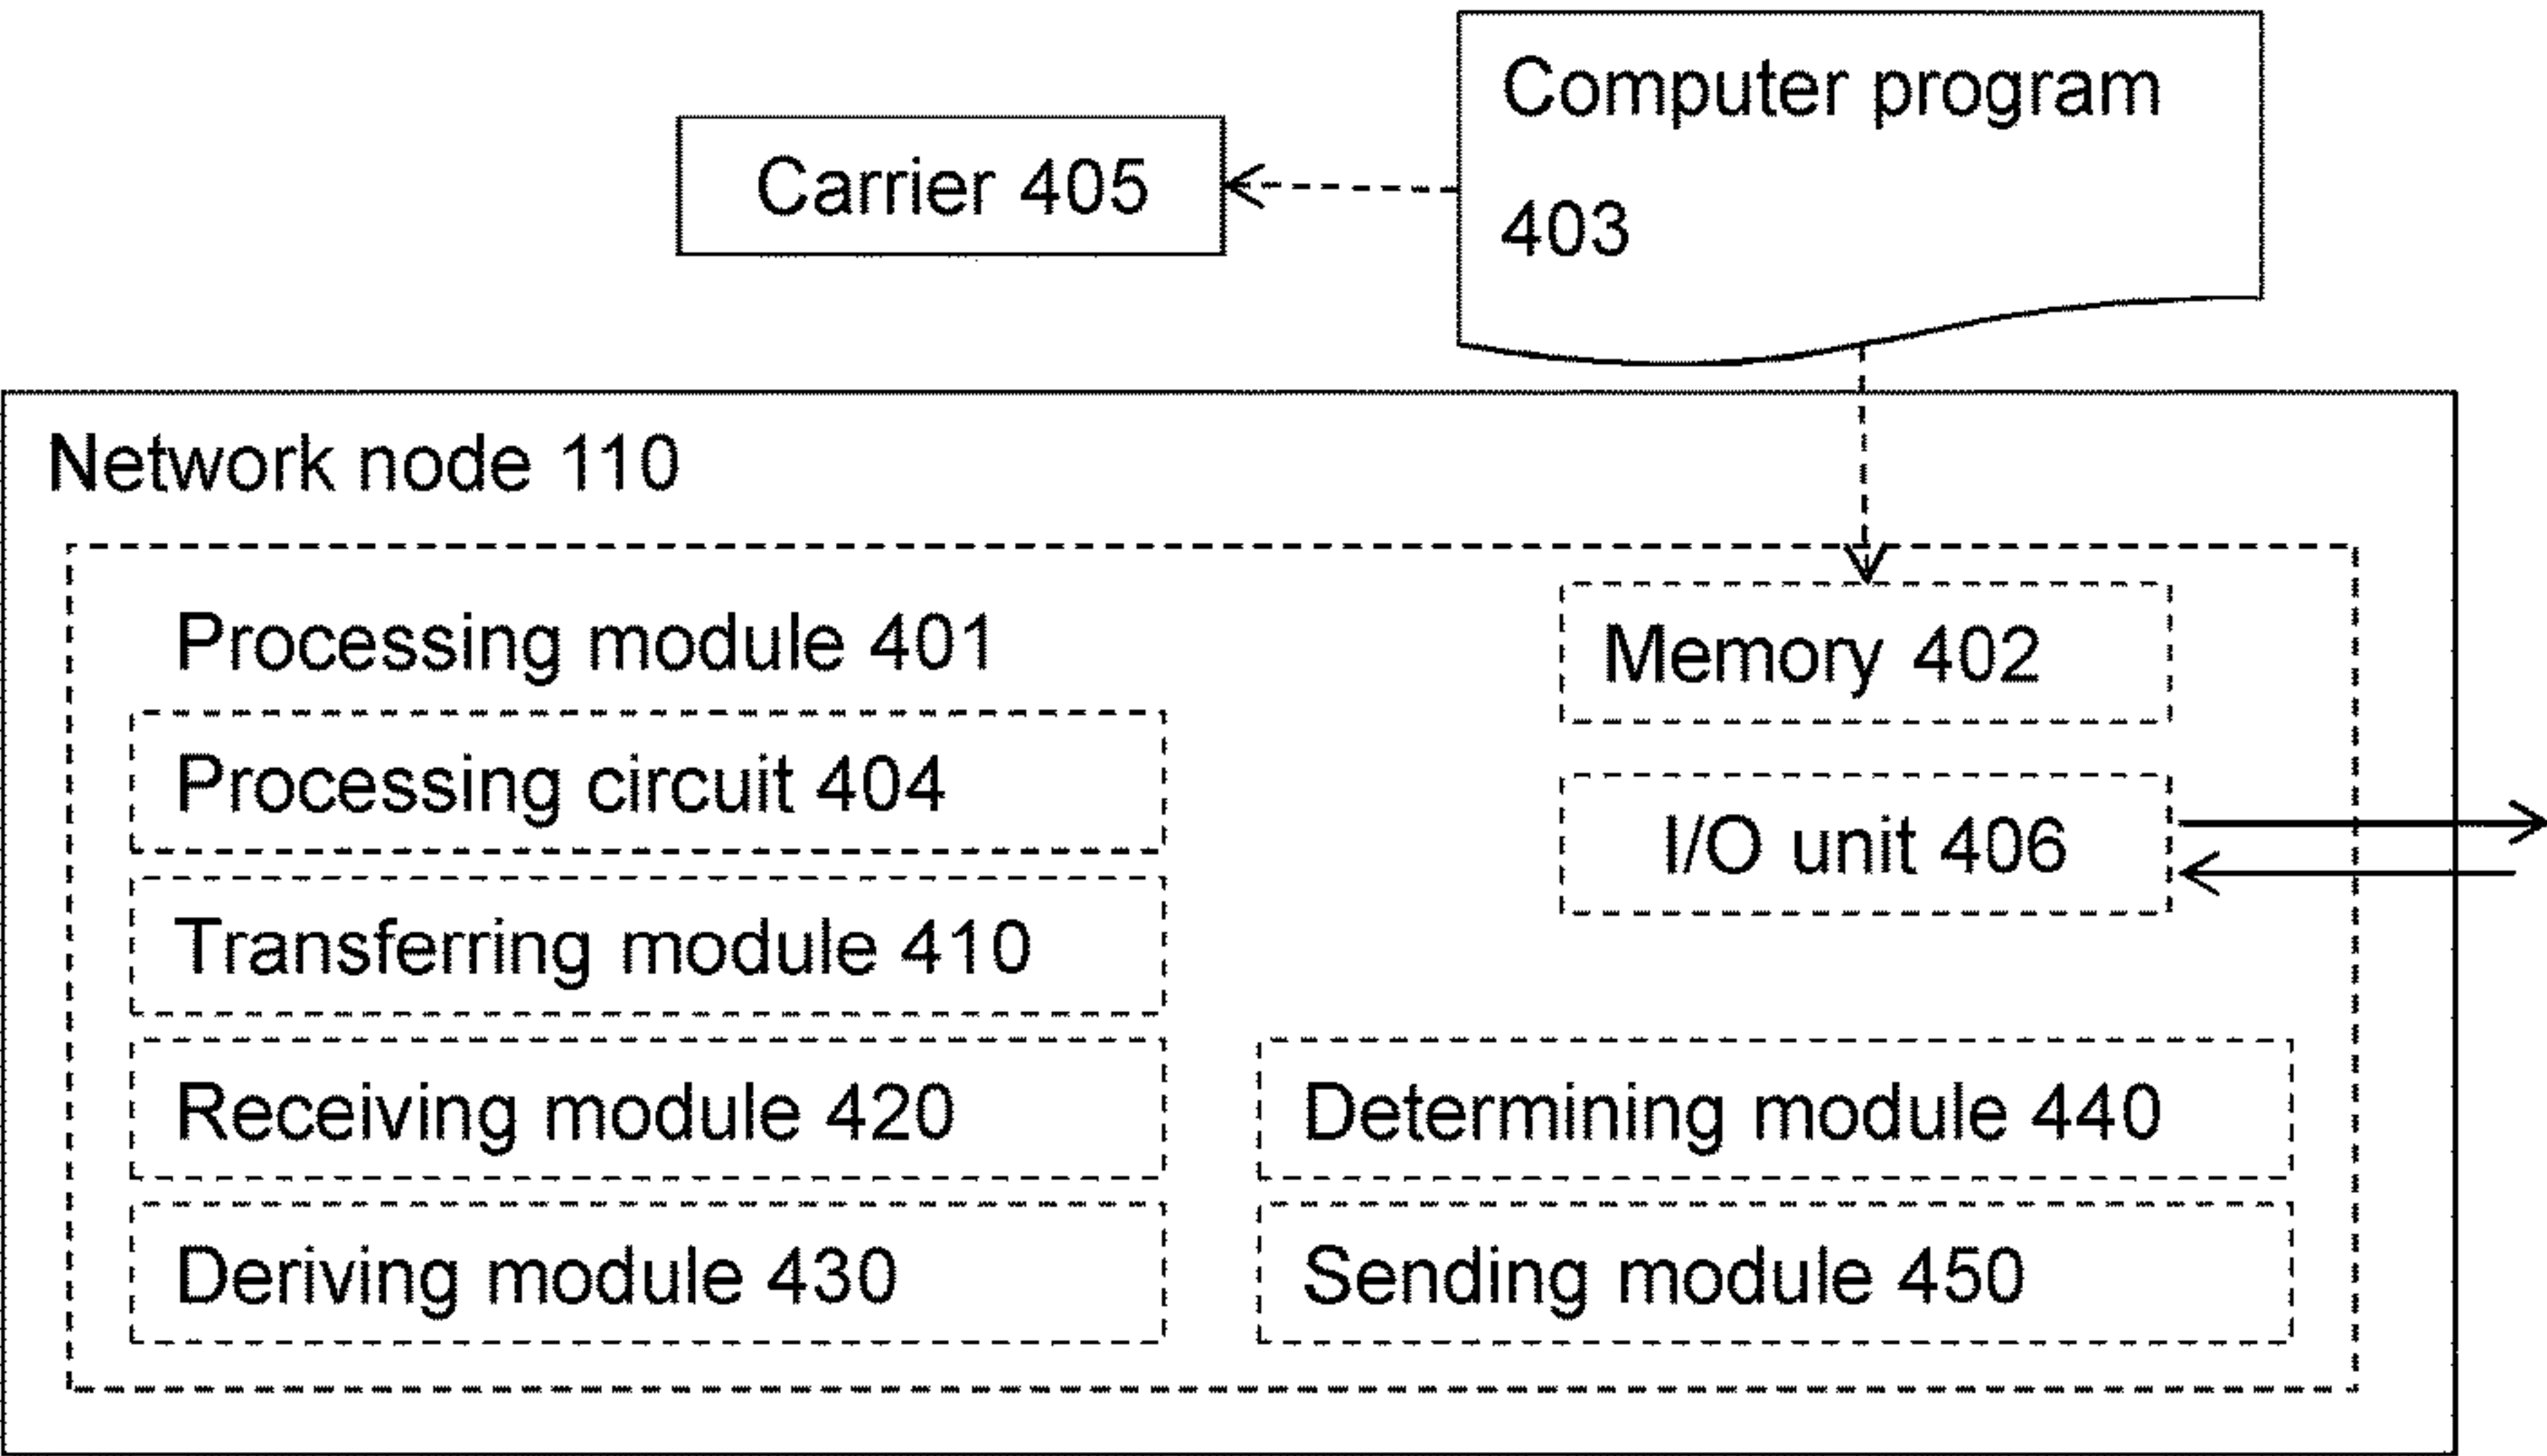 Computer program
403
Carrier 405
Network node 110
Processing module 401
Memory 402
Processing circuit 404
I/O unit 406
Transferring module 410
Receiving module 420
Determining module 440
Deriving module 430
Sending module 450